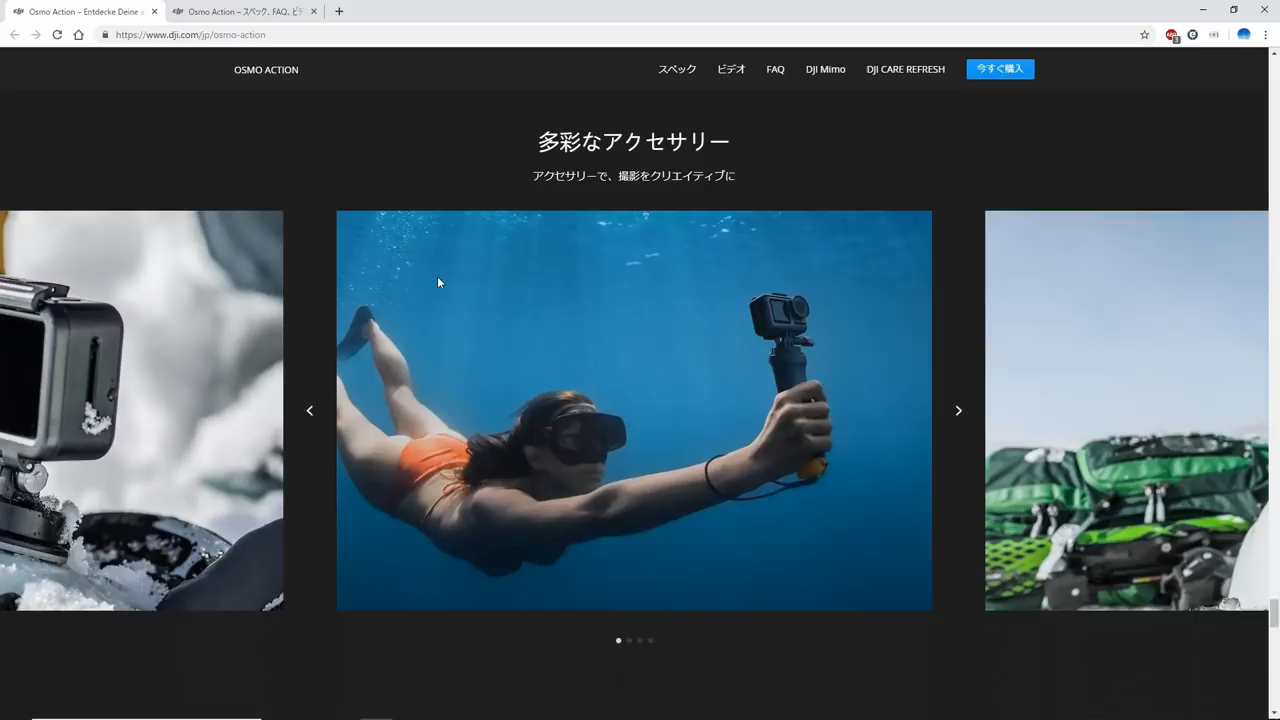 Osmo Action – Entdecke Deine
Osmo Action – スペック、FAQ、ビデ
https://www.dji.com/jp/osmo-action
OSMO ACTION
スペック
ビデオ
FAQ
DJI Mimo
DJI CARE REFRESH
今すぐ購入
多彩なアクセサリー
アクセサリーで、撮影をクリエイティブに